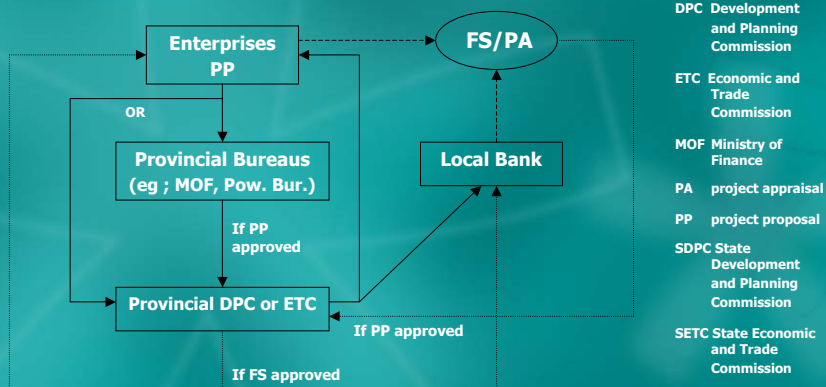 Enterprises
PP
FS/PA
OR
Provincial Bureaus
(eg ; MOF, Pow. Bur.)
Local Bank
If PP
approved
Provincial DPC or ETC
If PP approved
If FS approved
DPC Development
and Planning
Commission
ETC Economic and
Trade
Commission
MOF Ministry of
Finance
PA project appraisal
PP project proposal
SDPC State
Development
and Planning
Commission
SETC State Economic
and Trade
Commission